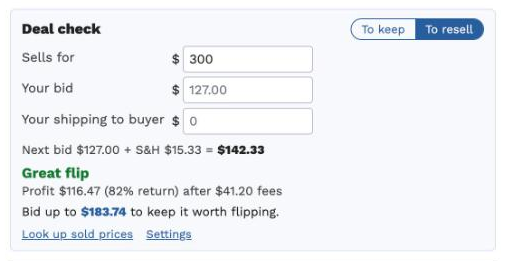 Deal check
To keep
To resell
Sells for $ 300
Your bid $ 127.00
Your shipping to buyer $ 0
Next bid $127.00 + S&H $15.33 = $142.33
Great flip
Profit $116.47 (82% return) after $41.20 fees
Bid up to $183.74 to keep it worth flipping.
Look up sold prices Settings